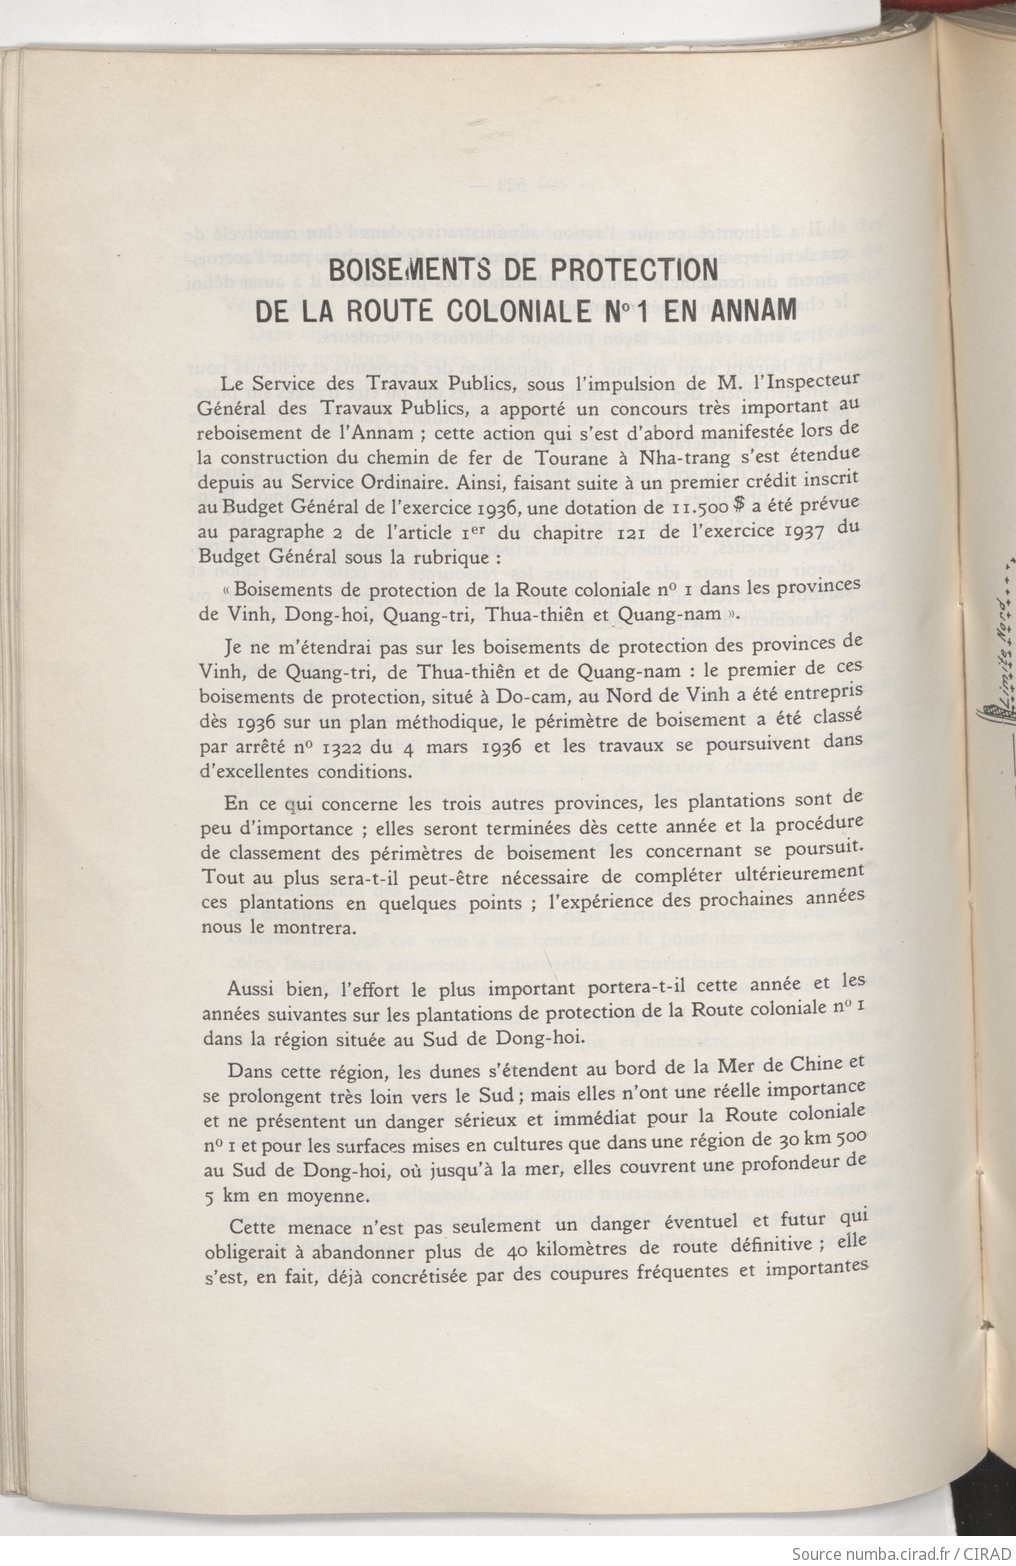 BOISEMENTS DE PROTECTION
DE LA ROUTE COLONIALE Nº 1 EN ANNAM
Le Service des Travaux Publics, sous l'impulsion de M. l'Inspecteur
Général des Travaux Publics, a apporté un concours très important au
reboisement de l'Annam ; cette action qui s'est d'abord manifestée lors de
la construction du chemin de fer de Tourane à Nha-trang s'est étendue
depuis au Service Ordinaire. Ainsi, faisant suite à un premier crédit inscrit
au Budget Général de l'exercice 1936, une dotation de 11.500 $ a été prévue
au paragraphe 2 de l'article 1er du chapitre 121 de l'exercice 1937 du
Budget Général sous la rubrique :
« Boisements de protection de la Route coloniale nº 1 dans les provinces
de Vinh, Dong-hoi, Quang-tri, Thua-thiên et Quang-nam ».
Je ne m'étendrai pas sur les boisements de protection des provinces de
Vinh, de Quang-tri, de Thua-thiên et de Quang-nam : le premier de ces
boisements de protection, situé à Do-cam, au Nord de Vinh a été entrepris
dès 1936 sur un plan méthodique, le périmètre de boisement a été classé
par arrêté nº 1322 du 4 mars 1936 et les travaux se poursuivent dans
d'excellentes conditions.
En ce qui concerne les trois autres provinces, les plantations sont de
peu d'importance ; elles seront terminées dès cette année et la procédure
de classement des périmètres de boisement les concernant se poursuit.
Tout au plus sera-t-il peut-être nécessaire de compléter ultérieurement
ces plantations en quelques points ; l'expérience des prochaines années
nous le montrera.
Aussi bien, l'effort le plus important portera-t-il cette année et les
années suivantes sur les plantations de protection de la Route coloniale nº 1
dans la région située au Sud de Dong-hoi.
Dans cette région, les dunes s'étendent au bord de la Mer de Chine et
se prolongent très loin vers le Sud ; mais elles n'ont une réelle importance
et ne présentent un danger sérieux et immédiat pour la Route coloniale
nº 1 et pour les surfaces mises en cultures que dans une région de 30 km 500
au Sud de Dong-hoi, où jusqu'à la mer, elles couvrent une profondeur de
5 km en moyenne.
Cette menace n'est pas seulement un danger éventuel et futur qui
obligerait à abandonner plus de 40 kilomètres de route définitive ; elle
s'est, en fait, déjà concrétisée par des coupures fréquentes et importantes
Limite Nord
Source numba.cirad.fr / CIRAD